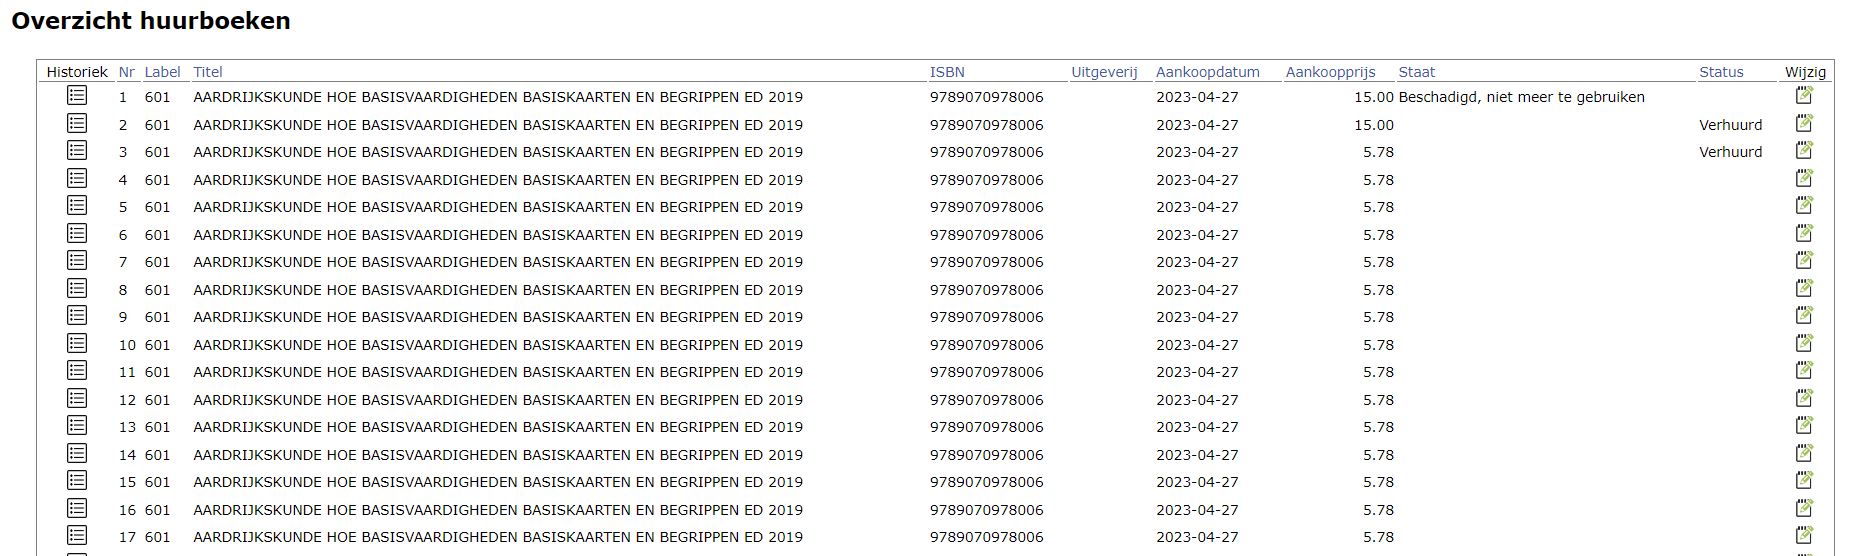 Overzicht huurboeken
Historiek Nr Label Titel ISBN Uitgeverij Aankoopdatum Aankoopprijs Staat Status Wijzig
1 601 AARDRIJKSKUNDE HOE BASISVAARDIGHEDEN BASISKAARTEN EN BEGRIPPEN ED 2019 9789070978006 2023-04-27 15.00 Beschadigd, niet meer te gebruiken
2 601 AARDRIJKSKUNDE HOE BASISVAARDIGHEDEN BASISKAARTEN EN BEGRIPPEN ED 2019 9789070978006 2023-04-27 15.00 Verhuurd
3 601 AARDRIJKSKUNDE HOE BASISVAARDIGHEDEN BASISKAARTEN EN BEGRIPPEN ED 2019 9789070978006 2023-04-27 5.78 Verhuurd
4 601 AARDRIJKSKUNDE HOE BASISVAARDIGHEDEN BASISKAARTEN EN BEGRIPPEN ED 2019 9789070978006 2023-04-27 5.78
5 601 AARDRIJKSKUNDE HOE BASISVAARDIGHEDEN BASISKAARTEN EN BEGRIPPEN ED 2019 9789070978006 2023-04-27 5.78
6 601 AARDRIJKSKUNDE HOE BASISVAARDIGHEDEN BASISKAARTEN EN BEGRIPPEN ED 2019 9789070978006 2023-04-27 5.78
7 601 AARDRIJKSKUNDE HOE BASISVAARDIGHEDEN BASISKAARTEN EN BEGRIPPEN ED 2019 9789070978006 2023-04-27 5.78
8 601 AARDRIJKSKUNDE HOE BASISVAARDIGHEDEN BASISKAARTEN EN BEGRIPPEN ED 2019 9789070978006 2023-04-27 5.78
9 601 AARDRIJKSKUNDE HOE BASISVAARDIGHEDEN BASISKAARTEN EN BEGRIPPEN ED 2019 9789070978006 2023-04-27 5.78
10 601 AARDRIJKSKUNDE HOE BASISVAARDIGHEDEN BASISKAARTEN EN BEGRIPPEN ED 2019 9789070978006 2023-04-27 5.78
11 601 AARDRIJKSKUNDE HOE BASISVAARDIGHEDEN BASISKAARTEN EN BEGRIPPEN ED 2019 9789070978006 2023-04-27 5.78
12 601 AARDRIJKSKUNDE HOE BASISVAARDIGHEDEN BASISKAARTEN EN BEGRIPPEN ED 2019 9789070978006 2023-04-27 5.78
13 601 AARDRIJKSKUNDE HOE BASISVAARDIGHEDEN BASISKAARTEN EN BEGRIPPEN ED 2019 9789070978006 2023-04-27 5.78
14 601 AARDRIJKSKUNDE HOE BASISVAARDIGHEDEN BASISKAARTEN EN BEGRIPPEN ED 2019 9789070978006 2023-04-27 5.78
15 601 AARDRIJKSKUNDE HOE BASISVAARDIGHEDEN BASISKAARTEN EN BEGRIPPEN ED 2019 9789070978006 2023-04-27 5.78
16 601 AARDRIJKSKUNDE HOE BASISVAARDIGHEDEN BASISKAARTEN EN BEGRIPPEN ED 2019 9789070978006 2023-04-27 5.78
17 601 AARDRIJKSKUNDE HOE BASISVAARDIGHEDEN BASISKAARTEN EN BEGRIPPEN ED 2019 9789070978006 2023-04-27 5.78